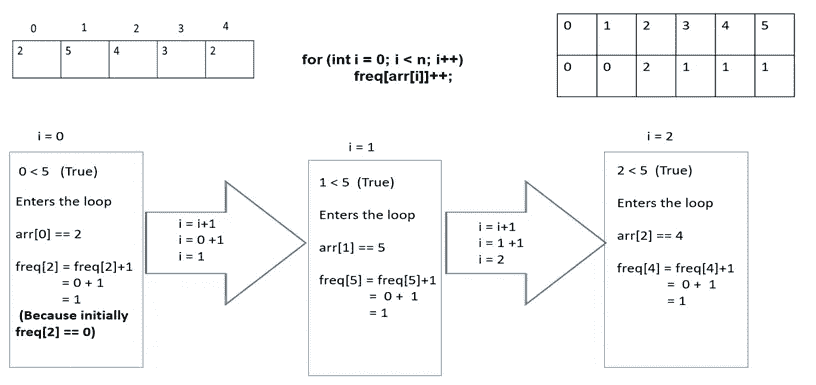 0 1 2 3 4
2 5 4 3 2
for (int i = 0; i < n; i++)
freq[arr[i]]++;
0 1 2 3 4 5
0 0 2 1 1 1
i = 0
0 < 5 (True)
Enters the loop
arr[0] == 2
freq[2] = freq[2]+1
= 0 + 1
= 1
(Because initially
freq[2] == 0)
i = i+1
i = 0 +1
i = 1
i = 1
1 < 5 (True)
Enters the loop
arr[1] == 5
freq[5] = freq[5]+1
= 0 + 1
= 1
i = i+1
i = 1 +1
i = 2
i = 2
2 < 5 (True)
Enters the loop
arr[2] == 4
freq[4] = freq[4]+1
= 0 + 1
= 1